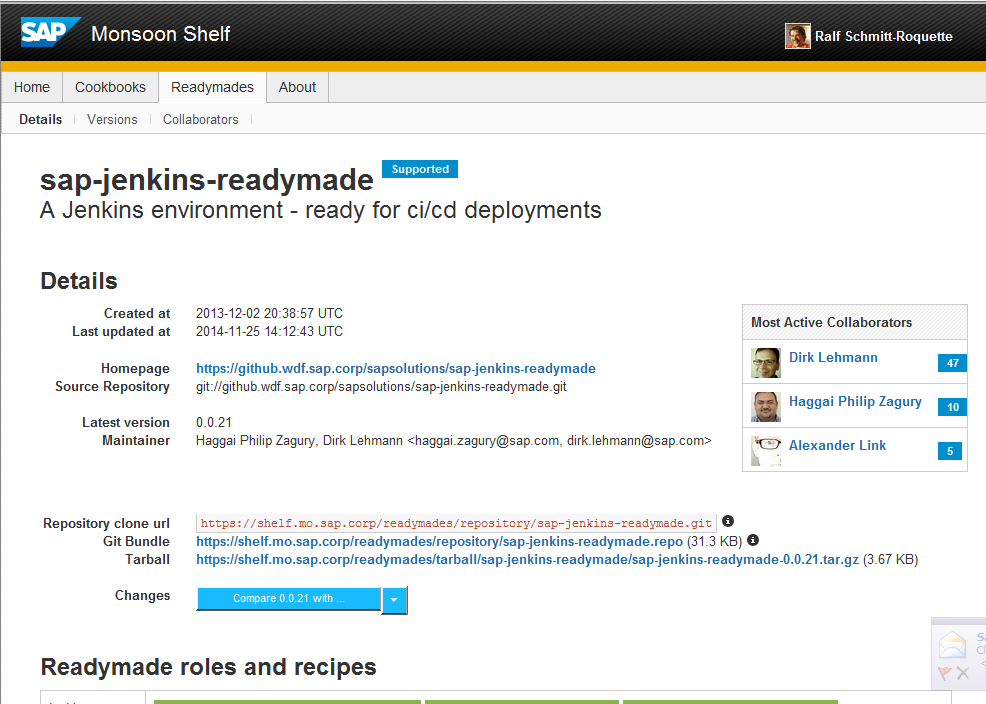 SAP Monsoon Shelf
Ralf Schmitt-Roquette
Home Cookbooks Readymades About
Details Versions Collaborators
sap-jenkins-readymade Supported
A Jenkins environment - ready for ci/cd deployments
Details
Created at 2013-12-02 20:38:57 UTC
Last updated at 2014-11-25 14:12:43 UTC
Homepage https://github.wdf.sap.corp/sapsolutions/sap-jenkins-readymade
Source Repository git://github.wdf.sap.corp/sapsolutions/sap-jenkins-readymade.git
Latest version 0.0.21
Maintainer Haggai Philip Zagury, Dirk Lehmann <haggai.zagury@sap.com, dirk.lehmann@sap.com>
Most Active Collaborators
Dirk Lehmann 47
Haggai Philip Zagury 10
Alexander Link 5
Repository clone url https://shelf.mo.sap.corp/readymades/repository/sap-jenkins-readymade.git
Git Bundle https://shelf.mo.sap.corp/readymades/repository/sap-jenkins-readymade.repo (31.3 KB)
Tarball https://shelf.mo.sap.corp/readymades/tarball/sap-jenkins-readymade/sap-jenkins-readymade-0.0.21.tar.gz (3.67 KB)
Changes Compare 0.0.21 with ...
Readymade roles and recipes